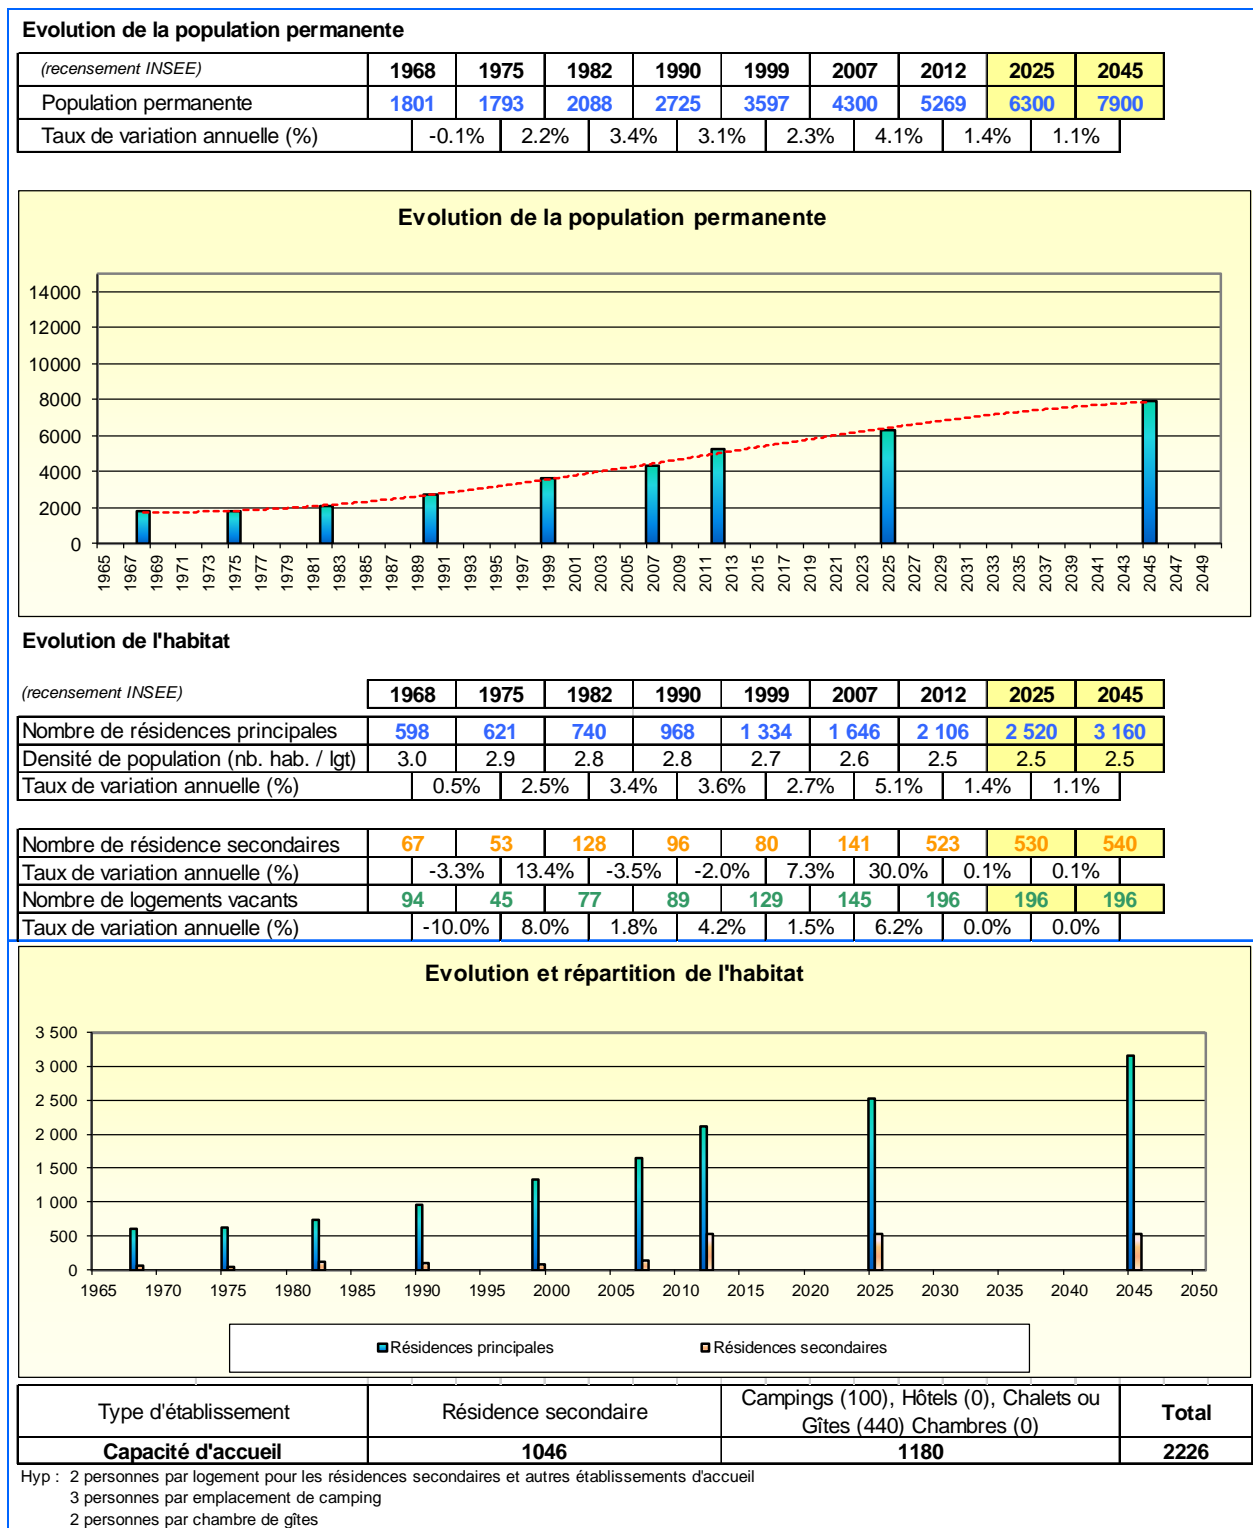 Evolution de la population permanente
(recensement INSEE) 1968 1975 1982 1990 1999 2007 2012 2025 2045
Population permanente 1801 1793 2088 2725 3597 4300 5269 6300 7900
Taux de variation annuelle (%) -0.1% 2.2% 3.4% 3.1% 2.3% 4.1% 1.4% 1.1%
Evolution de la population permanente
14000
12000
10000
8000
6000
4000
2000
0
1965 1967 1969 1971 1973 1975 1977 1979 1981 1983 1985 1987 1989 1991 1993 1995 1997 1999 2001 2003 2005 2007 2009 2011 2013 2015 2017 2019 2021 2023 2025 2027 2029 2031 2033 2035 2037 2039 2041 2043 2045 2047 2049
Evolution de l'habitat
(recensement INSEE) 1968 1975 1982 1990 1999 2007 2012 2025 2045
Nombre de résidences principales 598 621 740 968 1 334 1 646 2 106 2 520 3 160
Densité de population (nb. hab. / lgt) 3.0 2.9 2.8 2.8 2.7 2.6 2.5 2.5 2.5
Taux de variation annuelle (%) 0.5% 2.5% 3.4% 3.6% 2.7% 5.1% 1.4% 1.1%
Nombre de résidence secondaires 67 53 128 96 80 141 523 530 540
Taux de variation annuelle (%) -3.3% 13.4% -3.5% -2.0% 7.3% 30.0% 0.1% 0.1%
Nombre de logements vacants 94 45 77 89 129 145 196 196 196
Taux de variation annuelle (%) -10.0% 8.0% 1.8% 4.2% 1.5% 6.2% 0.0% 0.0%
Evolution et répartition de l'habitat
3 500
3 000
2 500
2 000
1 500
1 000
500
0
1965 1970 1975 1980 1985 1990 1995 2000 2005 2010 2015 2020 2025 2030 2035 2040 2045 2050
Résidences principales Résidences secondaires
Type d'établissement Résidence secondaire Campings (100), Hôtels (0), Chalets ou Total
Gîtes (440) Chambres (0)
Capacité d'accueil 1046 1180 2226
Hyp : 2 personnes par logement pour les résidences secondaires et autres établissements d'accueil
3 personnes par emplacement de camping
2 personnes par chambre de gîtes